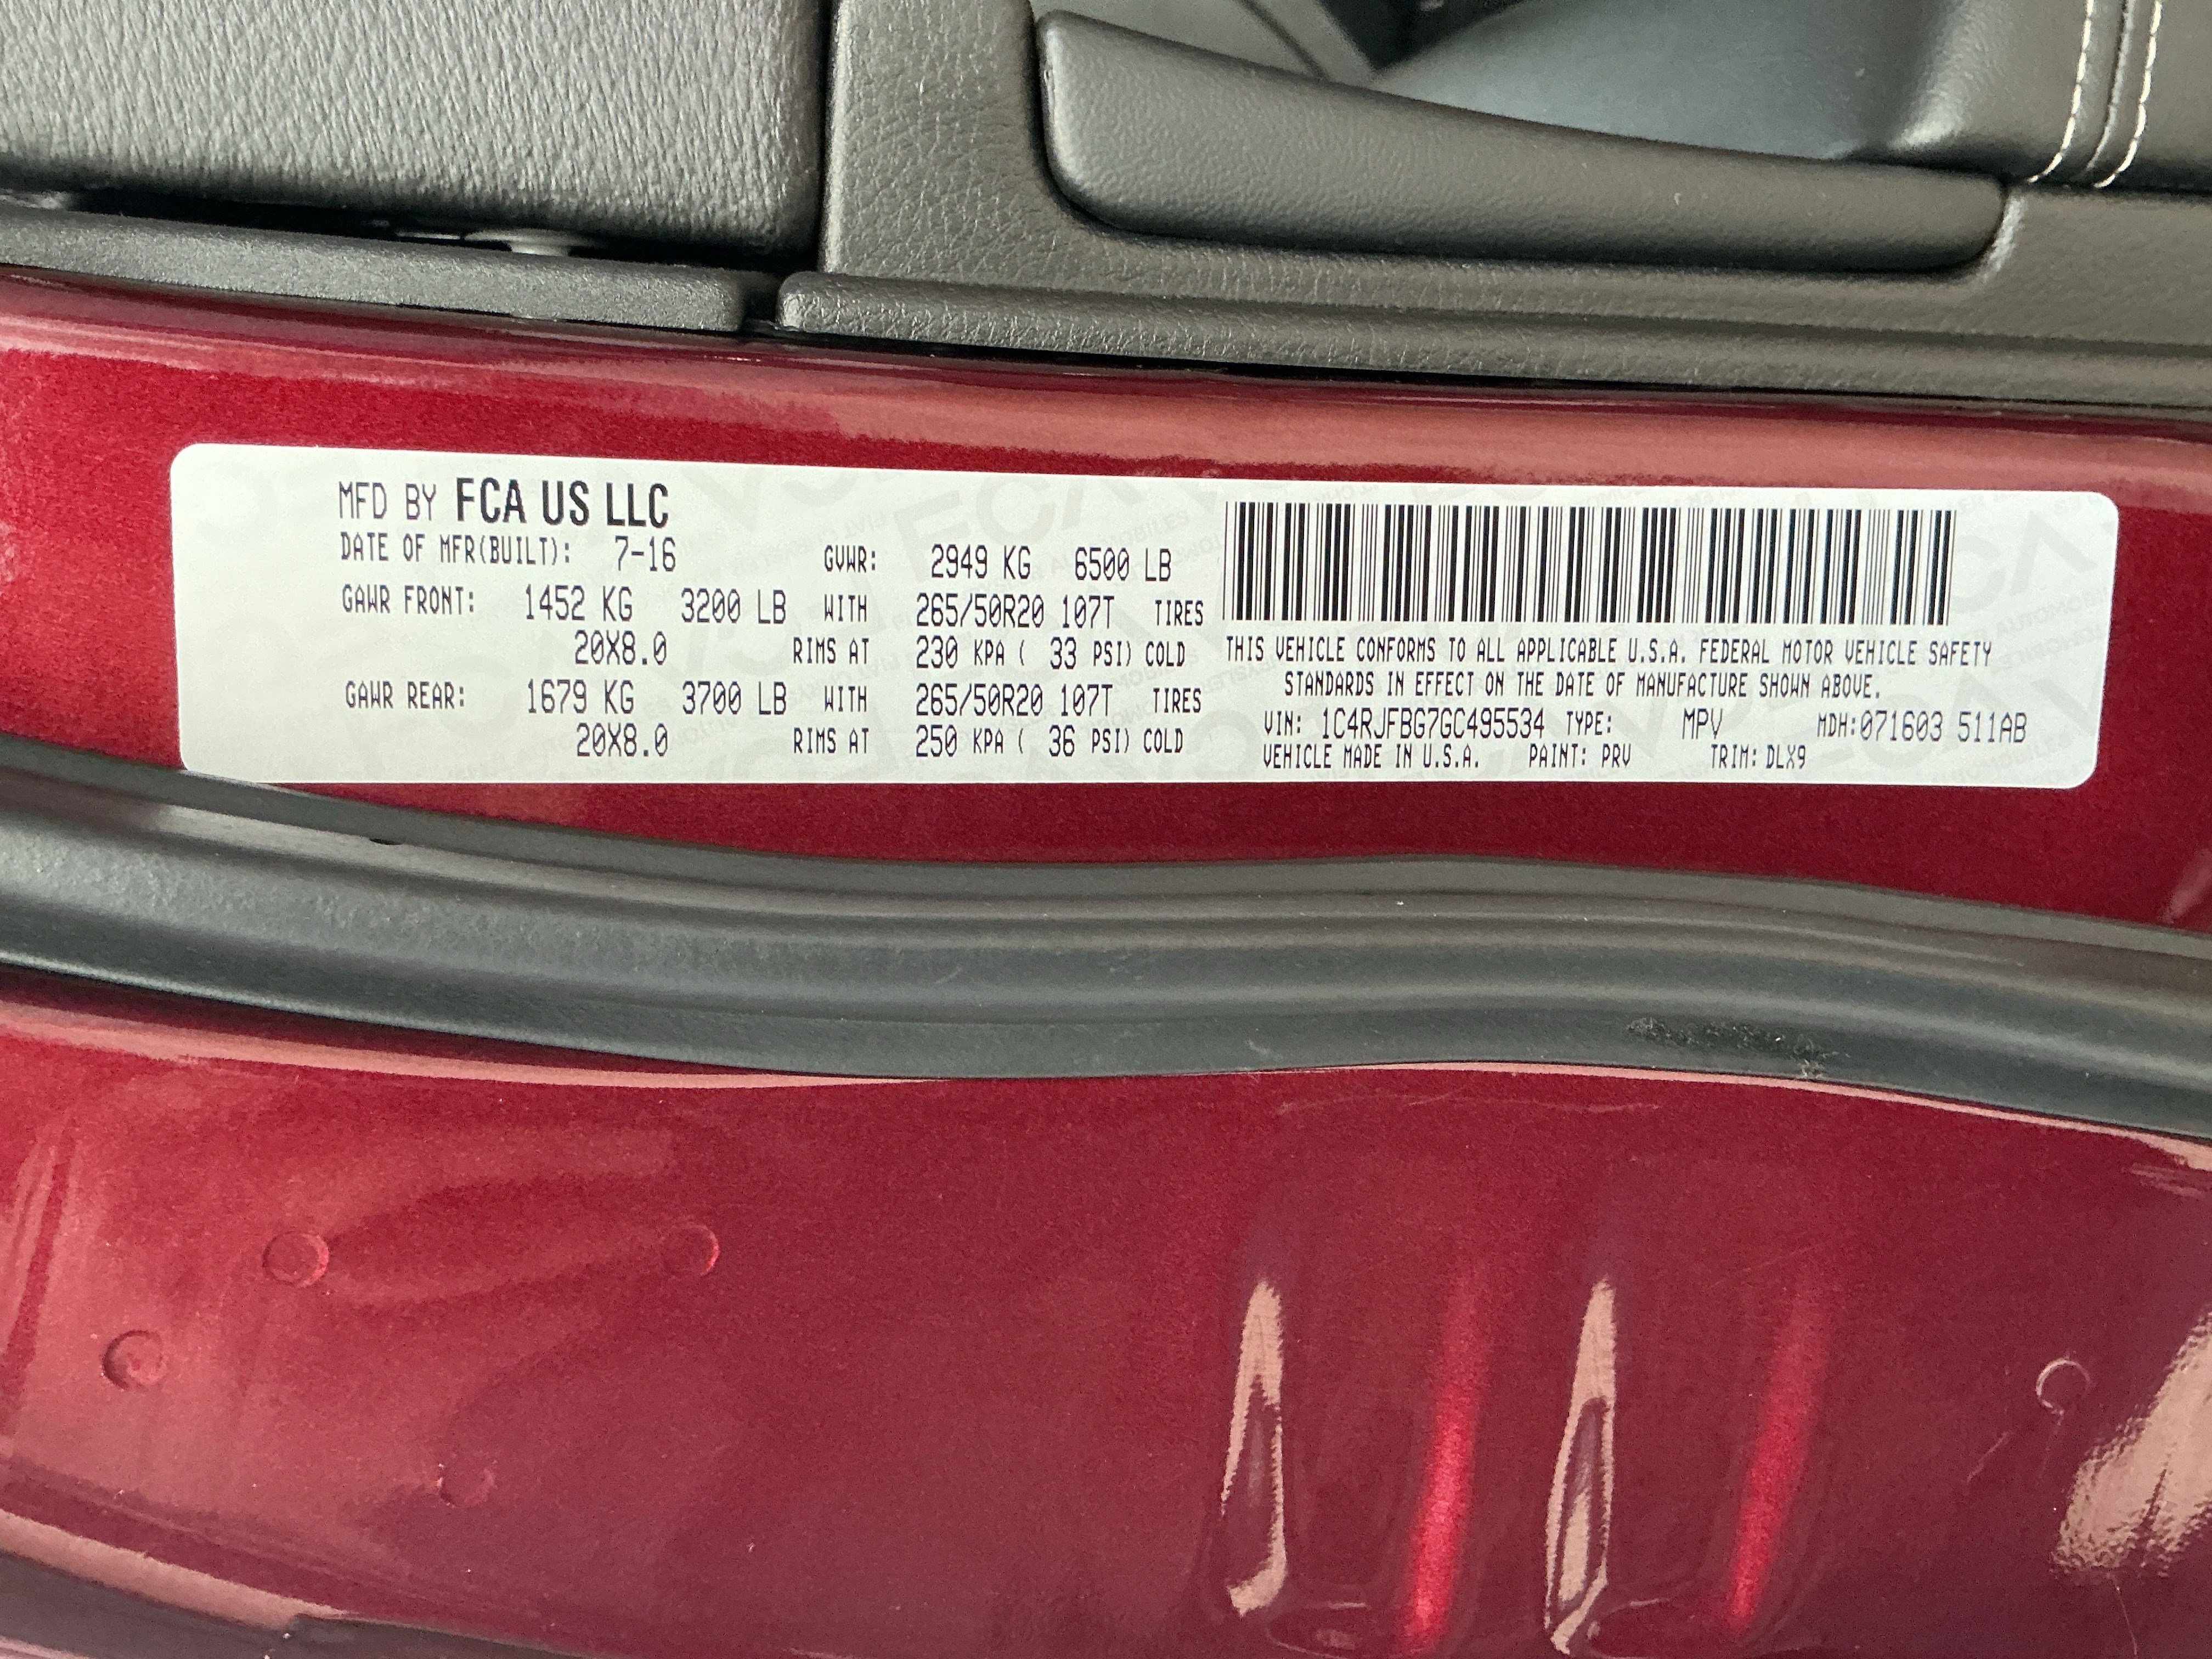 MFD BY FCA US LLC
DATE OF MFR(BUILT): 7-16 GVWR: 2949 KG 6500 LB
GAWR FRONT: 1452 KG 3200 LB WITH 265/50R20 107T TIRES
20X8.0 RIMS AT 230 KPA ( 33 PSI) COLD
GAWR REAR: 1679 KG 3700 LB WITH 265/50R20 107T TIRES
20X8.0 RIMS AT 250 KPA ( 36 PSI) COLD
THIS VEHICLE CONFORMS TO ALL APPLICABLE U.S.A. FEDERAL MOTOR VEHICLE SAFETY
STANDARDS IN EFFECT ON THE DATE OF MANUFACTURE SHOWN ABOVE.
VIN: 1C4RJFBG7GC495534 TYPE: MPV MDH:071603 511AB
VEHICLE MADE IN U.S.A. PAINT: PRV TRIM: DLX9